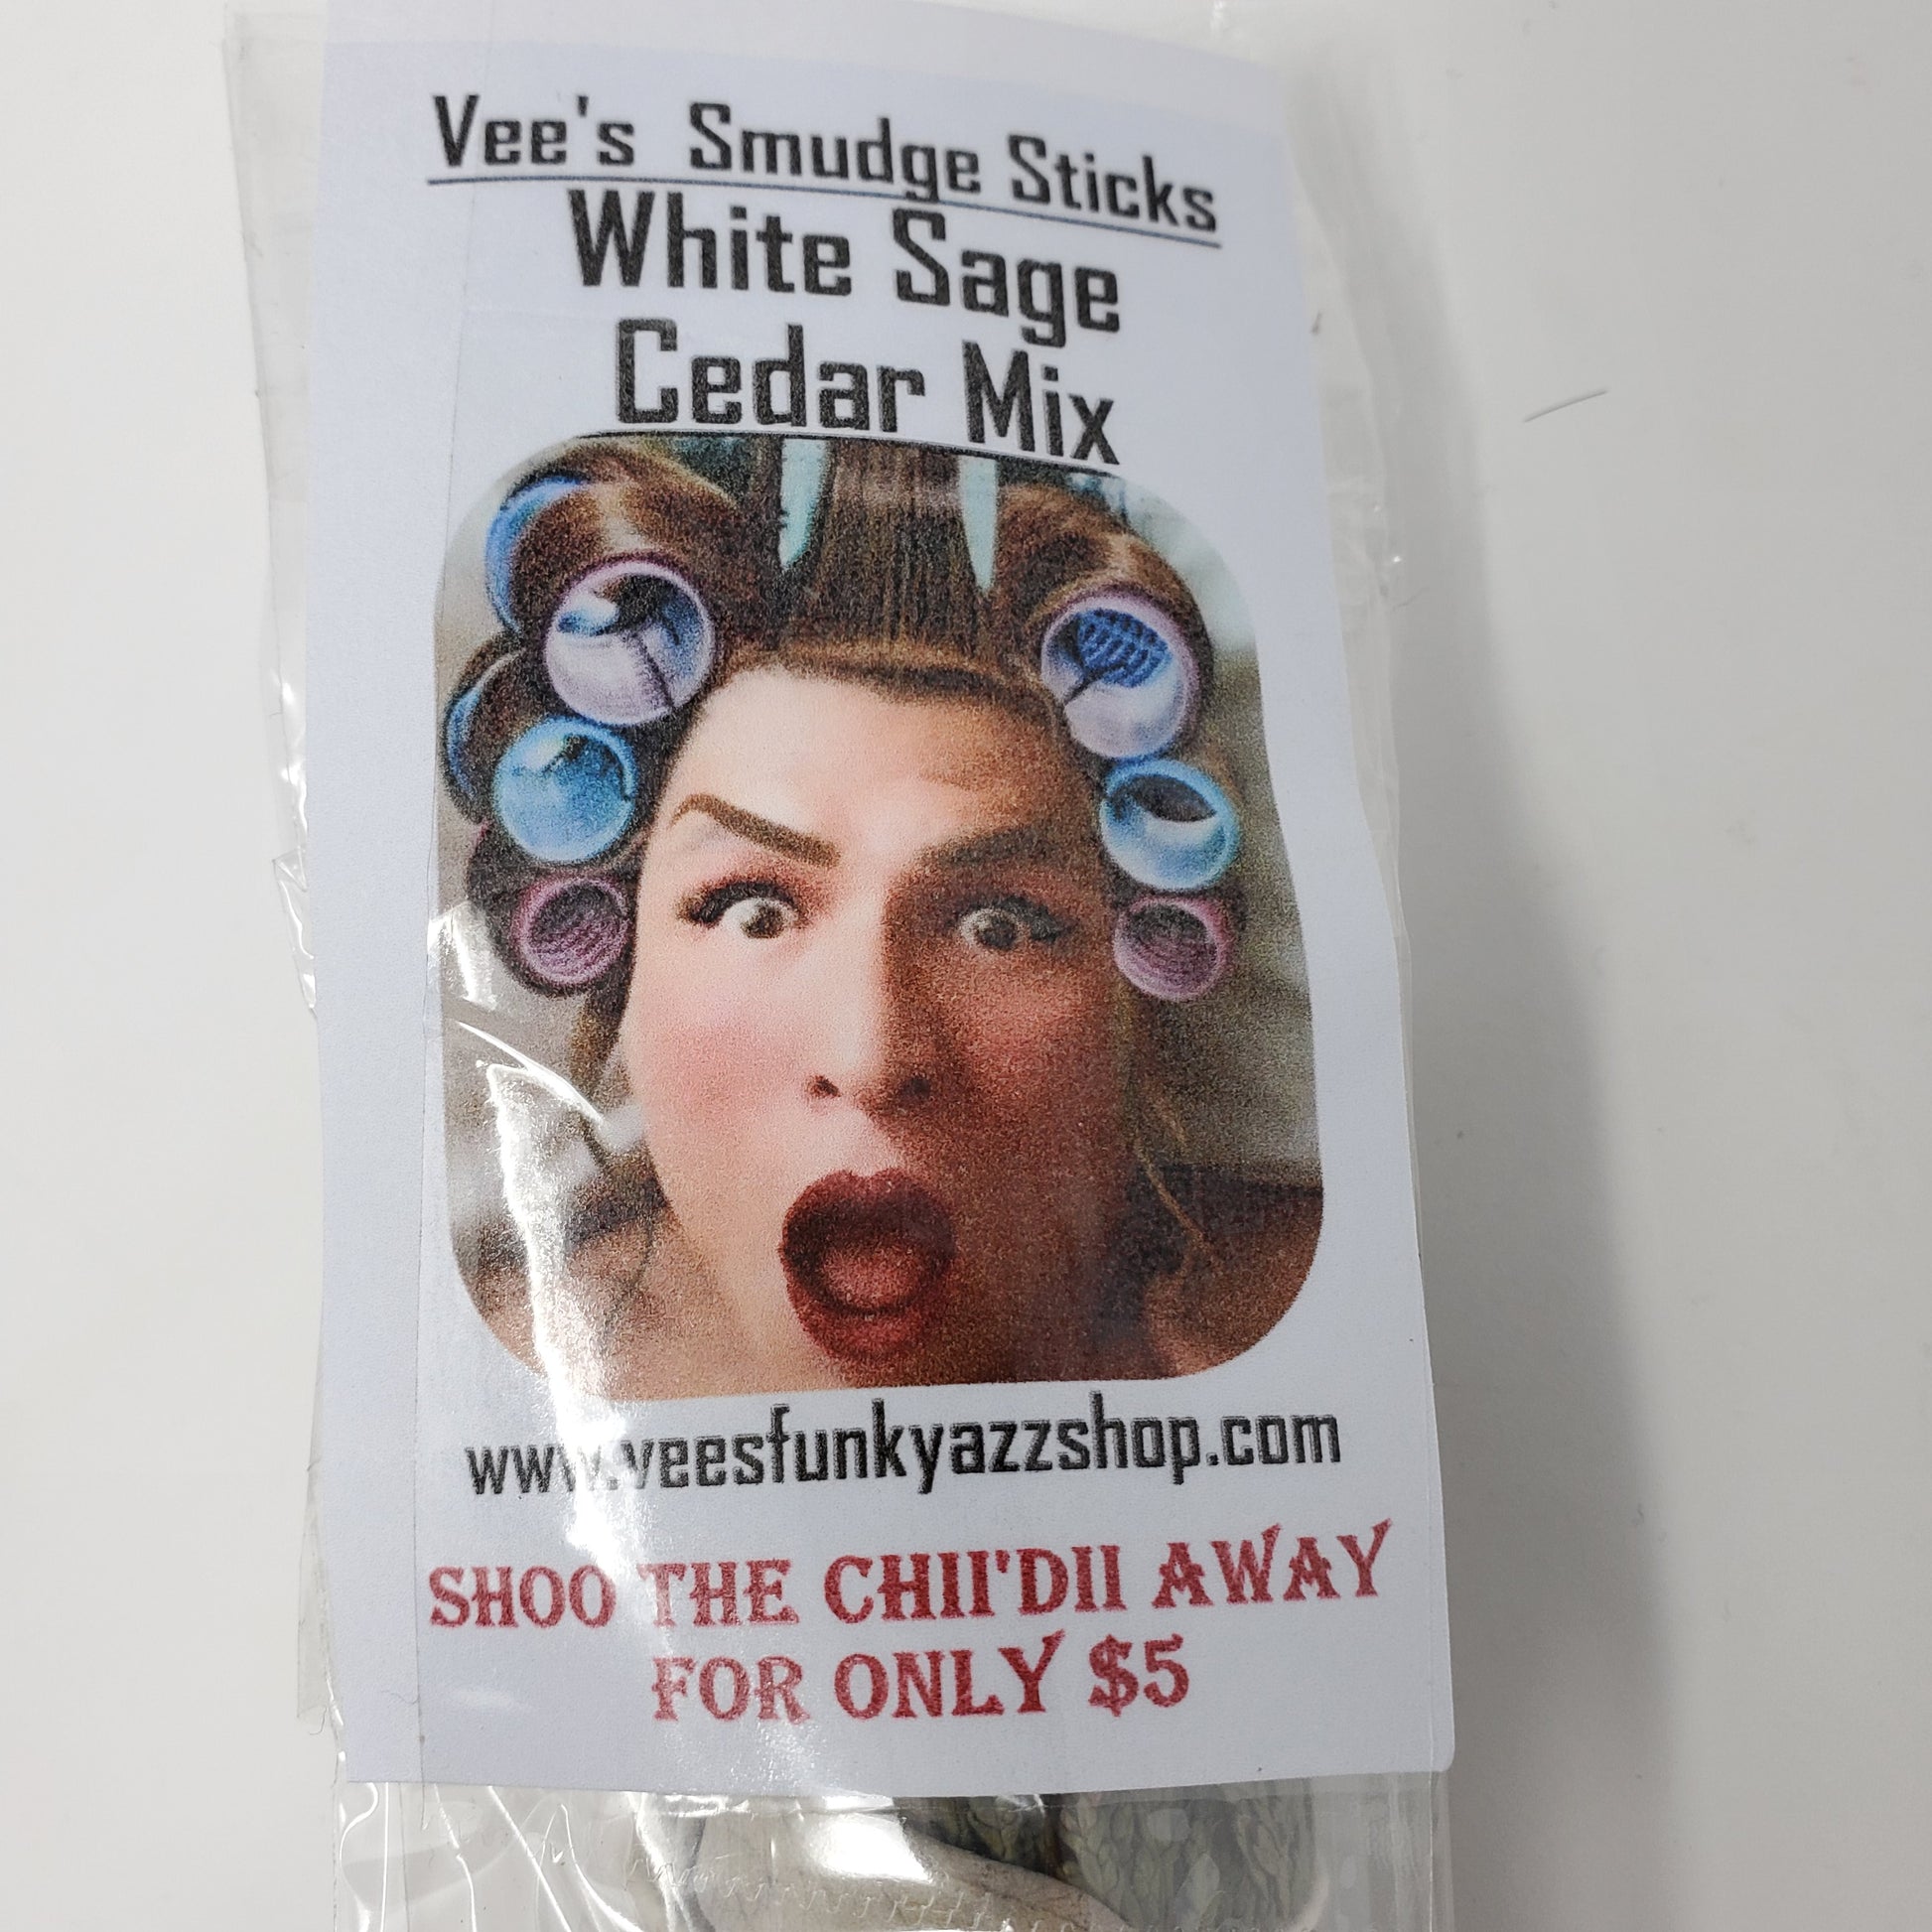 Vee's Smudge Sticks
White Sage
Cedar Mix
www.veesfunkyazzshop.com
SHOO THE CHII'DII AWAY
FOR ONLY $5